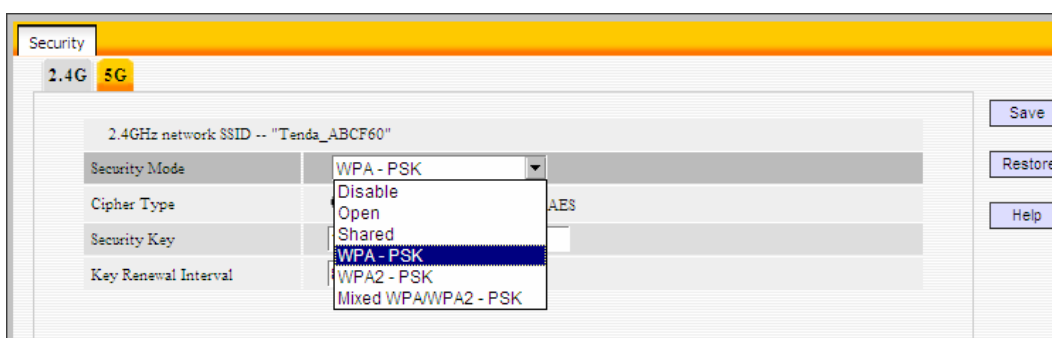 Security
2.4G 5G
2.4GHz network SSID -- "Tenda_ABCF60"
Save
Security Mode WPA - PSK
Restore
Disable
Cipher Type AES
Open
Help
Shared
Security Key
WPA - PSK
Key Renewal Interval WPA2 - PSK
Mixed WPA/WPA2 - PSK